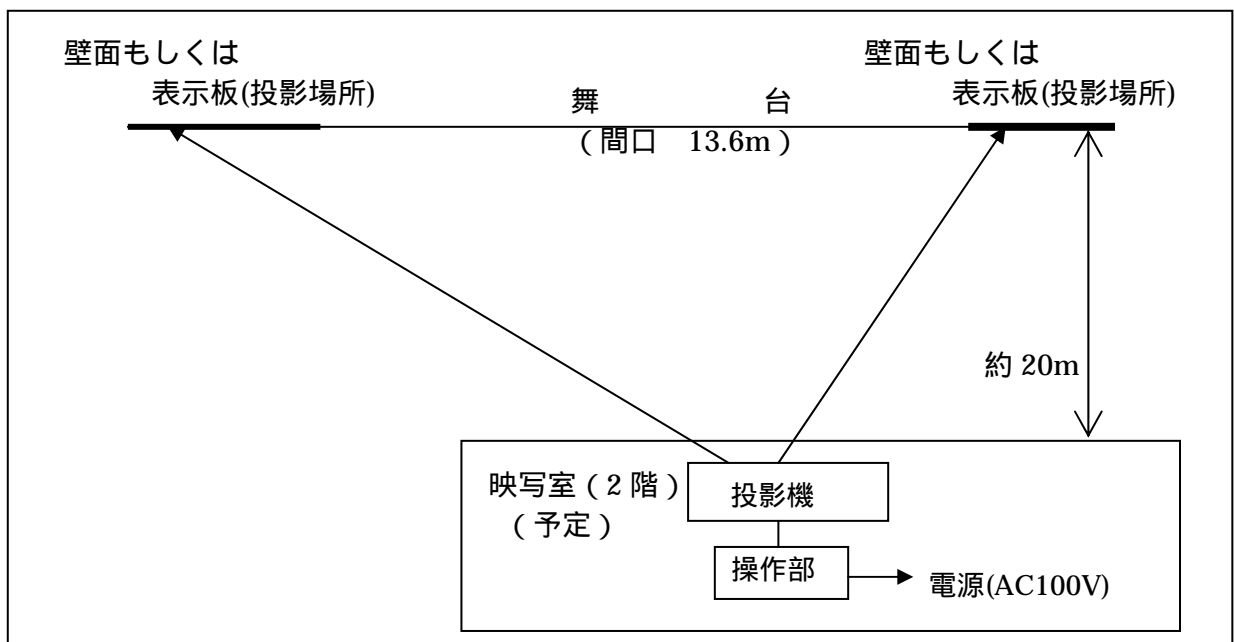 壁面もしくは
表示板(投影場所)
壁面もしくは
表示板(投影場所)
舞　　　台
（間口　13.6m）
約 20m
映写室（2 階）
（予定）
投影機
操作部
電源(AC100V)